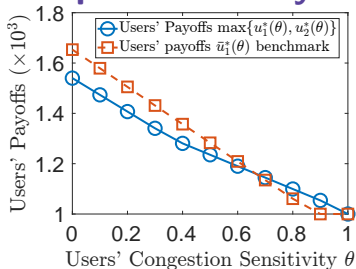 Users' Payoffs max{u₁*(θ), u₂*(θ)}
Users' payoffs ū₁*(θ) benchmark
Users' Payoffs (×10³)
1.8
1.6
1.4
1.2
1
0 0.2 0.4 0.6 0.8 1
Users' Congestion Sensitivity θ